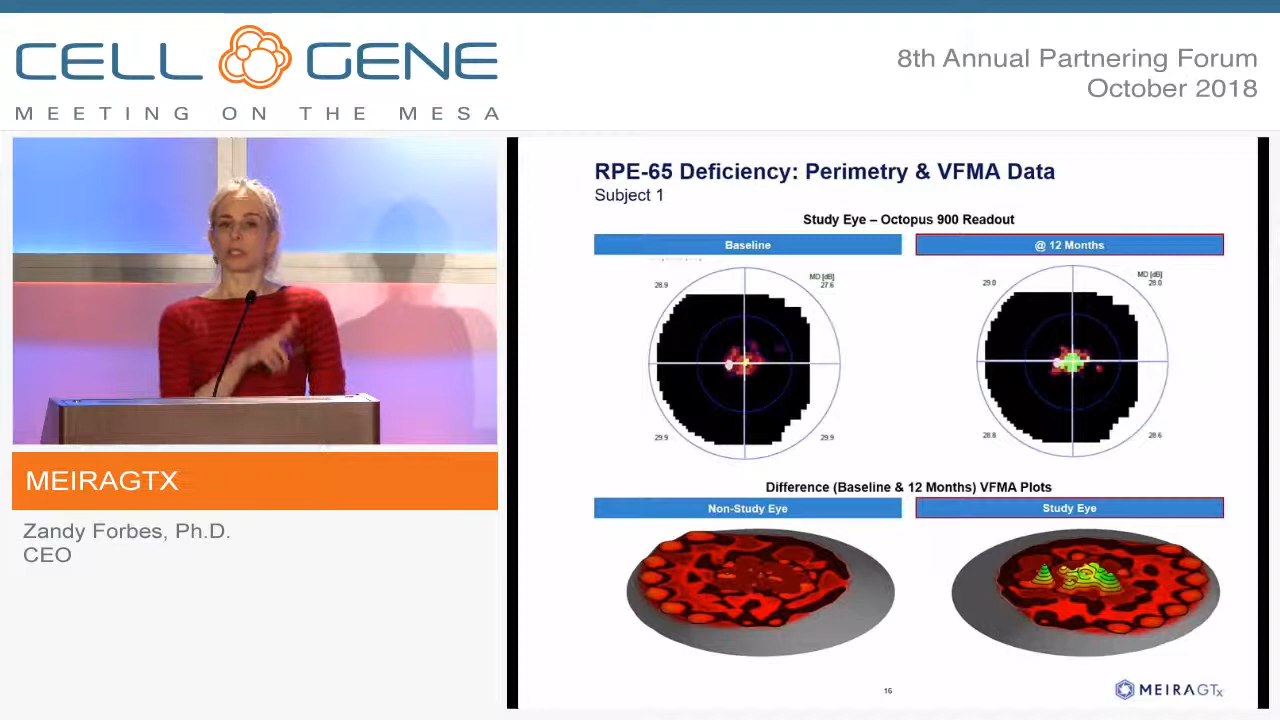 CELL GENE
MEETING ON THE MESA
8th Annual Partnering Forum
October 2018
RPE-65 Deficiency: Perimetry & VFMA Data
Subject 1
Study Eye – Octopus 900 Readout
Baseline
@ 12 Months
MD [dB]
28.9
27.6
29.9
29.9
MD [dB]
29.0
28.0
28.8
28.6
Difference (Baseline & 12 Months) VFMA Plots
Non-Study Eye
Study Eye
16
MEIRAGTx
MEIRAGTX
Zandy Forbes, Ph.D.
CEO